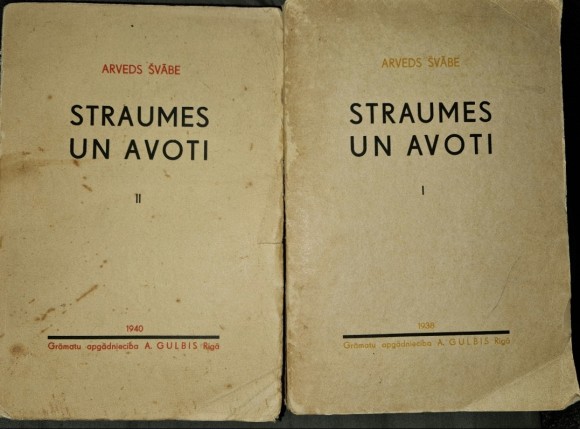 ARVEDS ŠVĀBE
STRAUMES
UN AVOTI
II
1940
Grāmatu apgādniecība A. GULBIS Rīgā
ARVEDS ŠVĀBE
STRAUMES
UN AVOTI
I
1938
Grāmatu apgādniecība A. GULBIS Rīgā